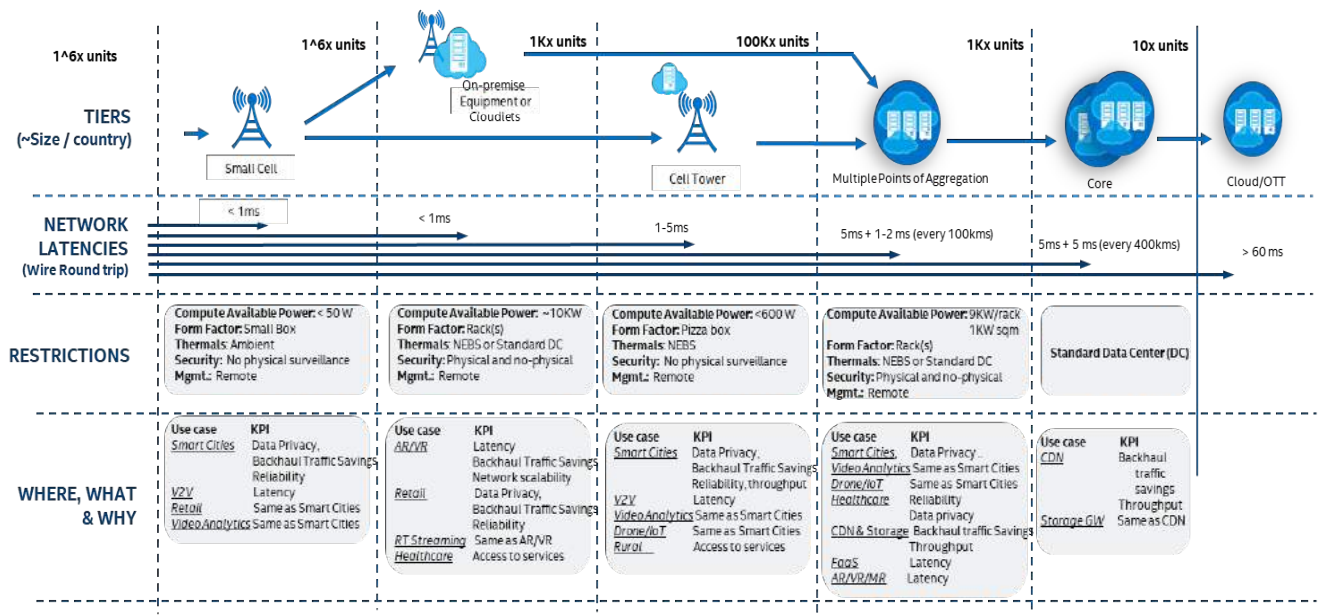 1^6x units
1^6x units
1Kx units
100Kx units
1Kx units
10x units
TIERS
(~Size / country)
Small Cell
On-premise
Equipment or
Cloudlets
Cell Tower
Multiple Points of Aggregation
Core
Cloud/OTT
NETWORK
LATENCIES
(Wire Round trip)
< 1ms
< 1ms
1-5ms
5ms + 1-2 ms (every 100kms)
5ms + 5 ms (every 400kms)
> 60 ms
RESTRICTIONS
Compute Available Power: < 50 W
Form Factor: Small Box
Thermals: Ambient
Security: No physical surveillance
Mgmt.: Remote
Compute Available Power: ~10KW
Form Factor: Rack(s)
Thermals: NEBS or Standard DC
Security: Physical and no-physical
Mgmt.: Remote
Compute Available Power: <600 W
Form Factor: Pizza box
Thermals: NEBS
Security: No physical surveillance
Mgmt.: Remote
Compute Available Power: 9KW/rack
1KW sqm
Form Factor: Rack(s)
Thermals: NEBS or Standard DC
Security: Physical and no-physical
Mgmt.: Remote
Standard Data Center (DC)
WHERE, WHAT
& WHY
Use case KPI
Smart Cities Data Privacy,
Backhaul Traffic Savings
Reliability
V2V Latency
Retail Same as Smart Cities
Video Analytics Same as Smart Cities
Use case KPI
AR/VR Latency
Backhaul Traffic Savings
Network scalability
Retail Data Privacy,
Backhaul Traffic Savings
Reliability
RT Streaming Same as AR/VR
Healthcare Access to services
Use case KPI
Smart Cities Data Privacy,
Backhaul Traffic Savings
Reliability, throughput
V2V Latency
Video Analytics Same as Smart Cities
Drone/IoT Same as Smart Cities
Rural Access to services
Use case KPI
Smart Cities, Data Privacy ..
Video Analytics Same as Smart Cities
Drone/IoT Same as Smart Cities
Healthcare Reliability
Data privacy
CDN & Storage Backhaul traffic Savings
Throughput
FaaS Latency
AR/VR/MR Latency
Use case KPI
CDN Backhaul
traffic
savings
Throughput
Storage GW Same as CDN